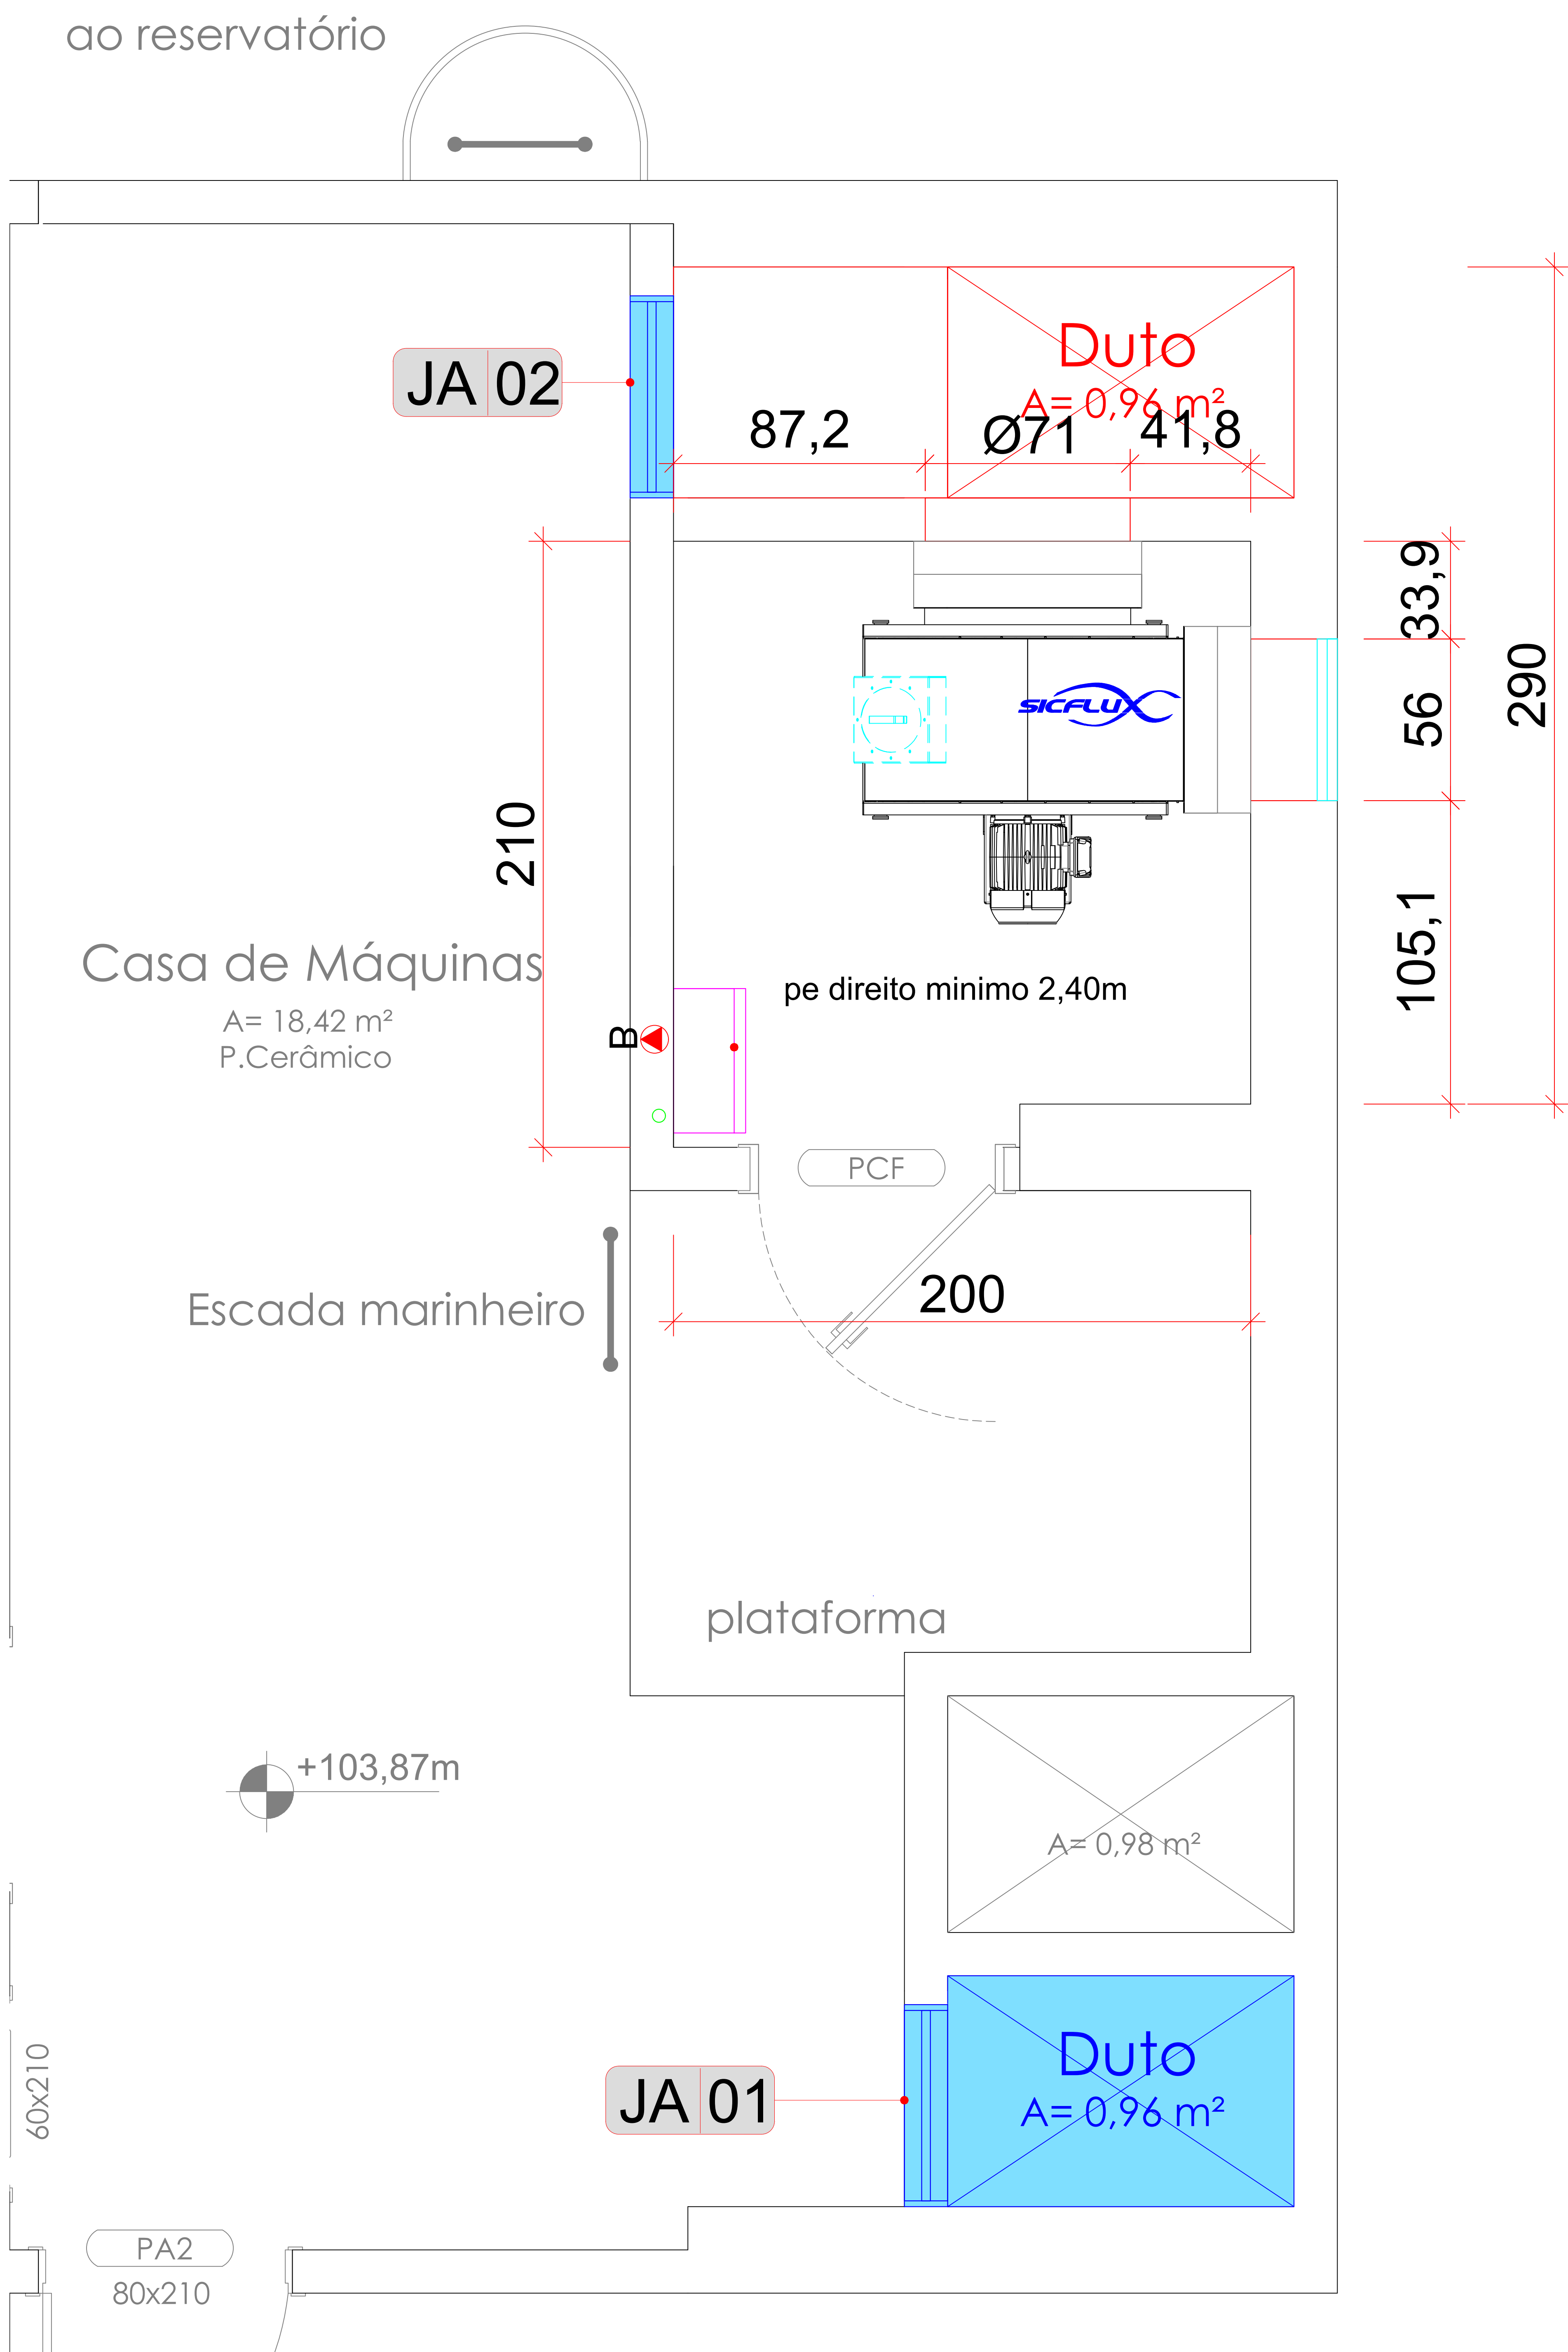 ao reservatório
Duto
A= 0,96 m²
JA 02
87,2
Ø71
41,8
33,9
290
56
SICFLUX
210
105,1
Casa de Máquinas
A= 18,42 m²
P.Cerâmico
pe direito minimo 2,40m
B
PCF
200
Escada marinheiro
plataforma
+103,87m
A= 0,98 m²
60x210
Duto
A= 0,96 m²
JA 01
PA2
80x210